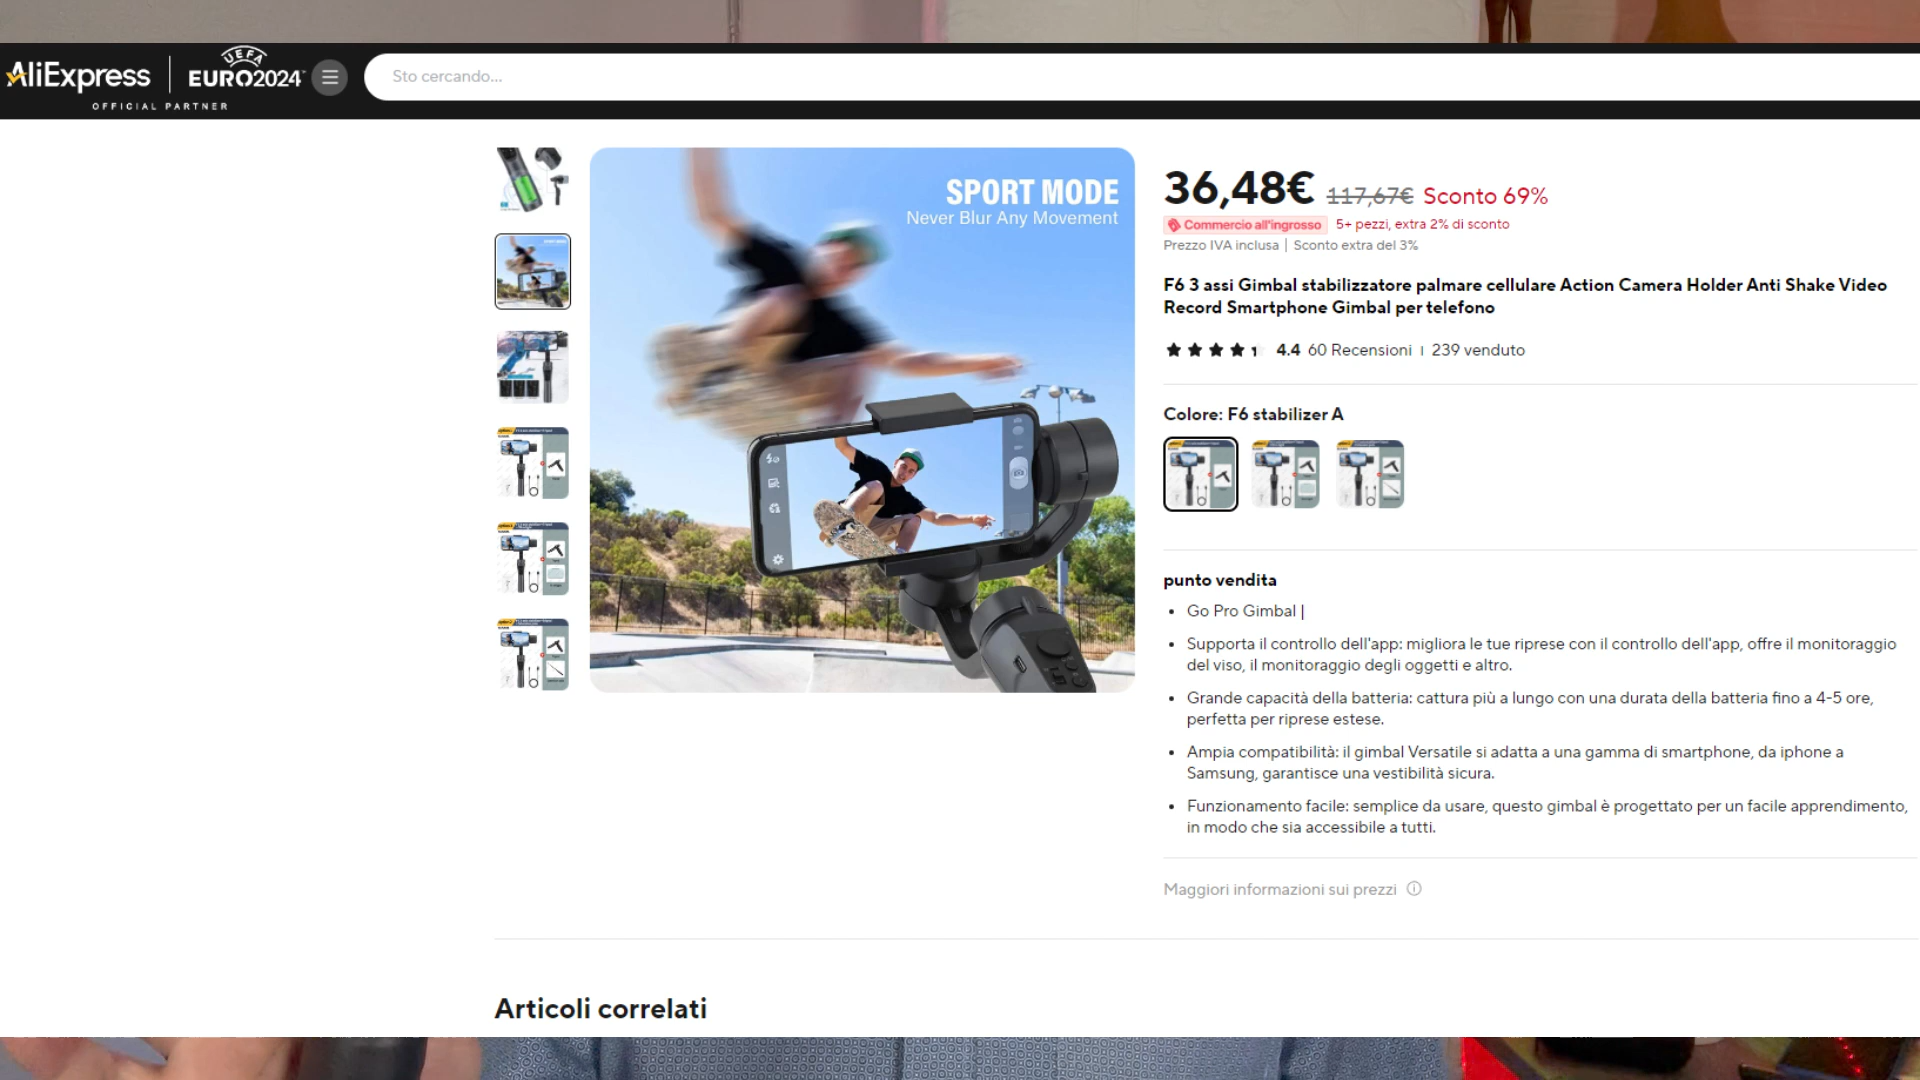 AliExpress
UEFA
EURO2024
OFFICIAL PARTNER
Sto cercando...
SPORT MODE
Never Blur Any Movement
36,48€ 117,67€ Sconto 69%
Commercio all'ingrosso 5+ pezzi, extra 2% di sconto
Prezzo IVA inclusa | Sconto extra del 3%
F6 3 assi Gimbal stabilizzatore palmare cellulare Action Camera Holder Anti Shake Video
Record Smartphone Gimbal per telefono
4.4 60 Recensioni | 239 venduto
Colore: F6 stabilizer A
punto vendita
• Go Pro Gimbal |
• Supporta il controllo dell'app: migliora le tue riprese con il controllo dell'app, offre il monitoraggio
del viso, il monitoraggio degli oggetti e altro.
• Grande capacità della batteria: cattura più a lungo con una durata della batteria fino a 4-5 ore,
perfetta per riprese estese.
• Ampia compatibilità: il gimbal Versatile si adatta a una gamma di smartphone, da iphone a
Samsung, garantisce una vestibilità sicura.
• Funzionamento facile: semplice da usare, questo gimbal è progettato per un facile apprendimento,
in modo che sia accessibile a tutti.
Maggiori informazioni sui prezzi
Articoli correlati